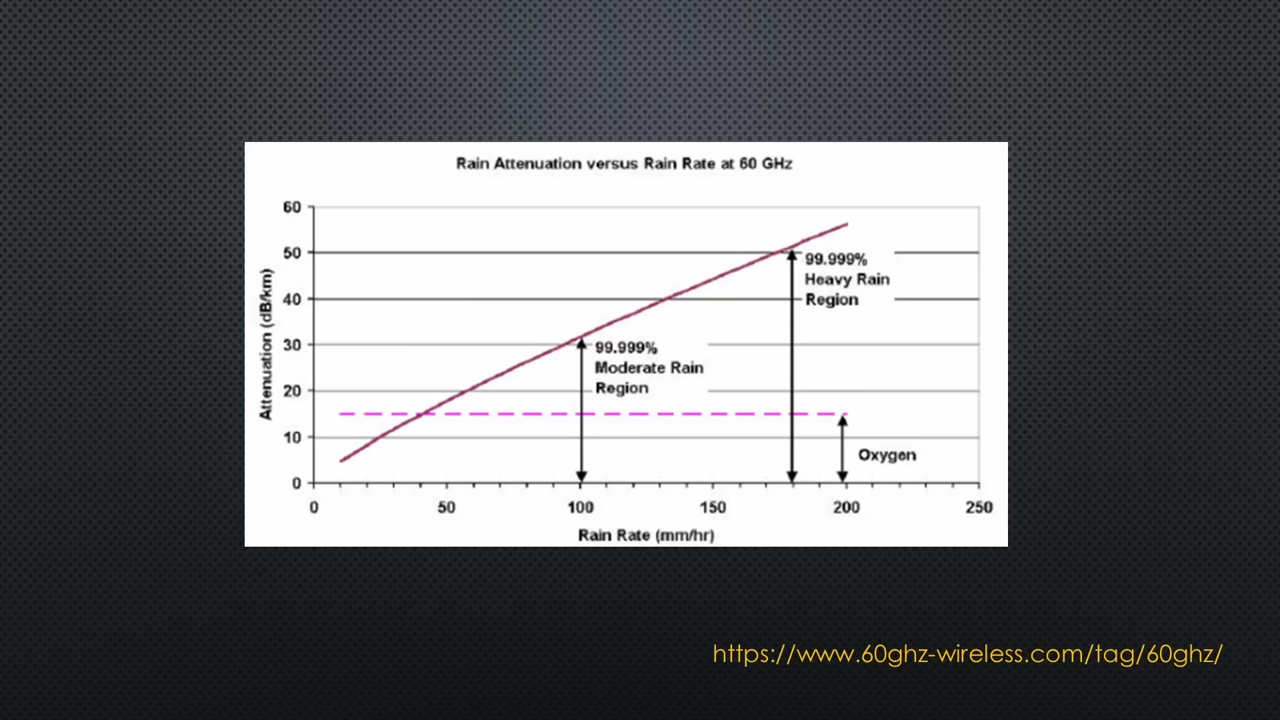 Rain Attenuation versus Rain Rate at 60 GHz
60
50
40
30
20
10
0
Attenuation (dB/km)
99.999%
Heavy Rain
Region
99.999%
Moderate Rain
Region
Oxygen
0 50 100 150 200 250
Rain Rate (mm/hr)
https://www.60ghz-wireless.com/tag/60ghz/